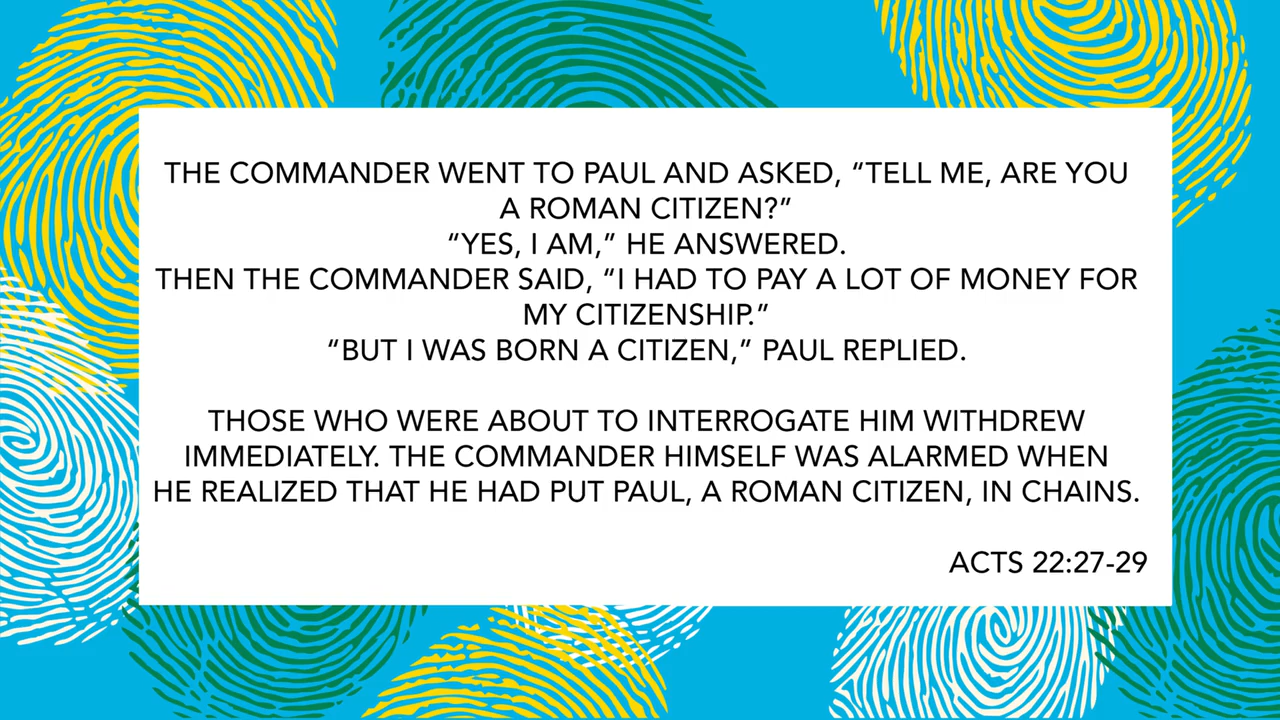 THE COMMANDER WENT TO PAUL AND ASKED, “TELL ME, ARE YOU
A ROMAN CITIZEN?”
“YES, I AM,” HE ANSWERED.
THEN THE COMMANDER SAID, “I HAD TO PAY A LOT OF MONEY FOR
MY CITIZENSHIP.”
“BUT I WAS BORN A CITIZEN,” PAUL REPLIED.
THOSE WHO WERE ABOUT TO INTERROGATE HIM WITHDREW
IMMEDIATELY. THE COMMANDER HIMSELF WAS ALARMED WHEN
HE REALIZED THAT HE HAD PUT PAUL, A ROMAN CITIZEN, IN CHAINS.
ACTS 22:27-29